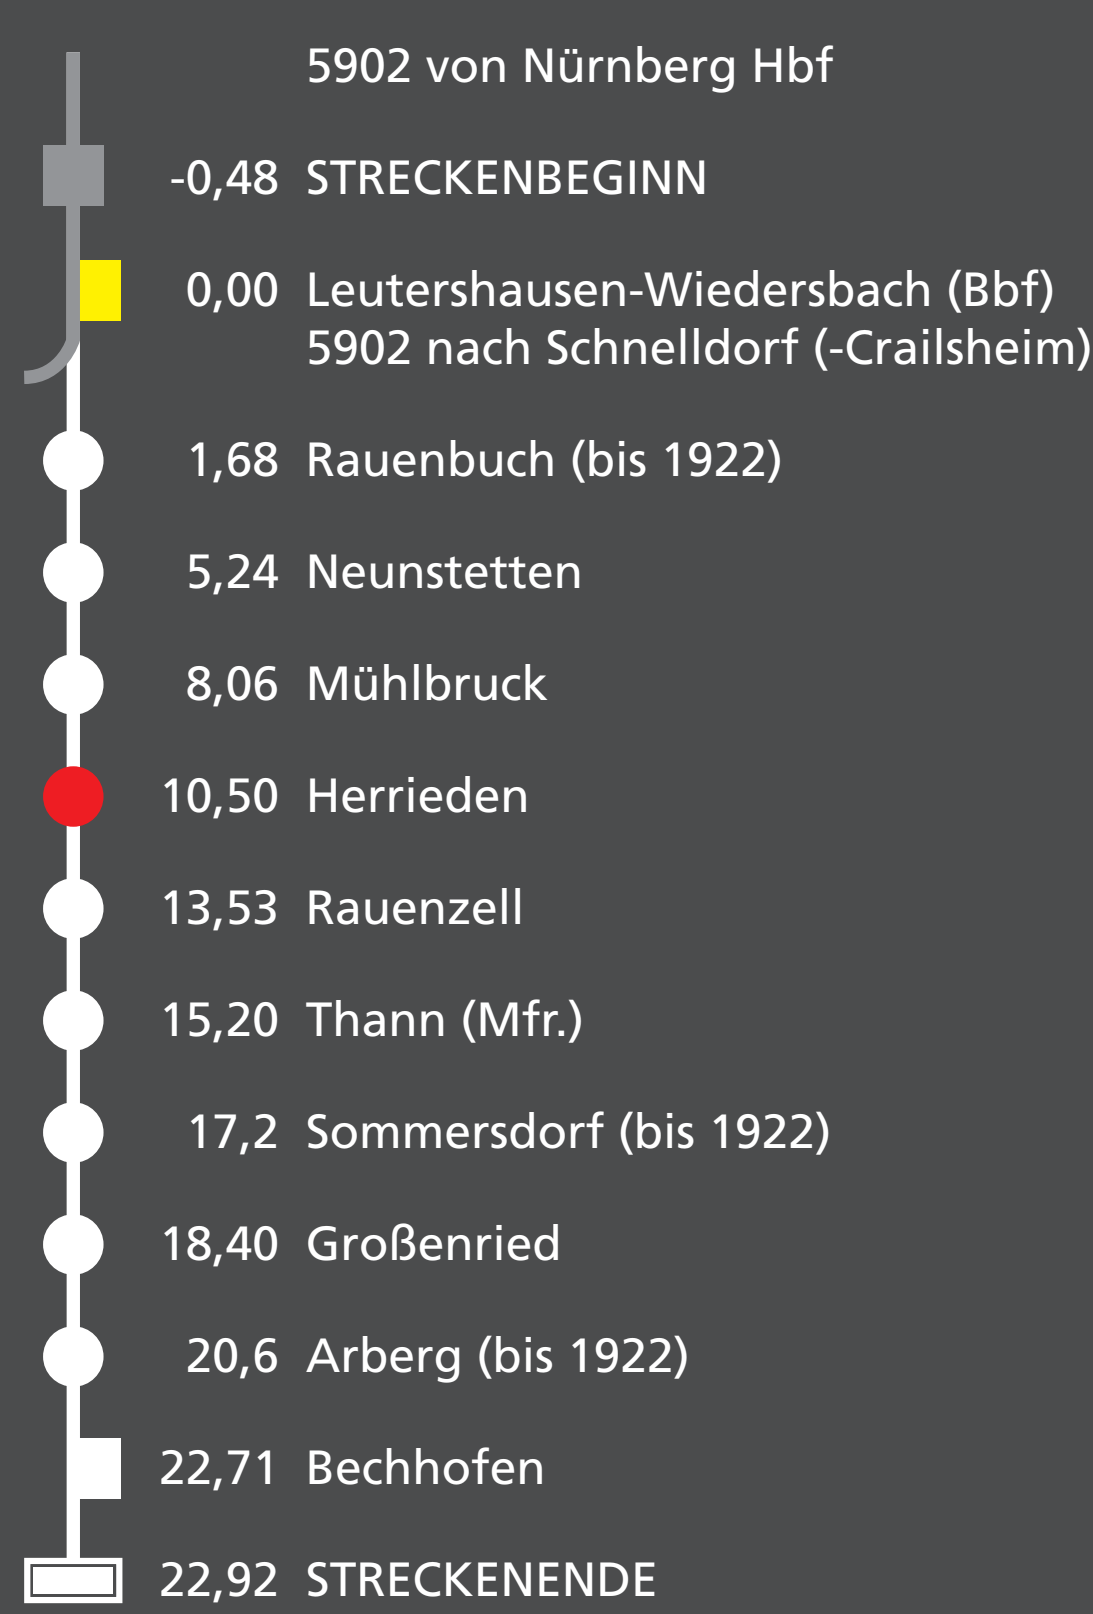 5902 von Nürnberg Hbf
-0,48 STRECKENBEGINN
0,00 Leutershausen-Wiedersbach (Bbf)
5902 nach Schnelldorf (-Crailsheim)
1,68 Rauenbuch (bis 1922)
5,24 Neunstetten
8,06 Mühlbruck
10,50 Herrieden
13,53 Rauenzell
15,20 Thann (Mfr.)
17,2 Sommersdorf (bis 1922)
18,40 Großenried
20,6 Arberg (bis 1922)
22,71 Bechhofen
22,92 STRECKENENDE